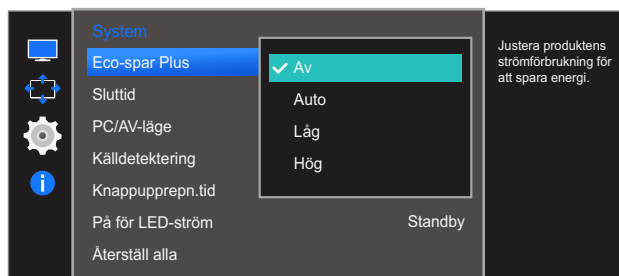 System
Eco-spar Plus
Av
Auto
Låg
Hög
Sluttid
PC/AV-läge
Källdetektering
Knappupprepn.tid
På för LED-ström Standby
Återställ alla
Justera produktens
strömförbrukning för
att spara energi.